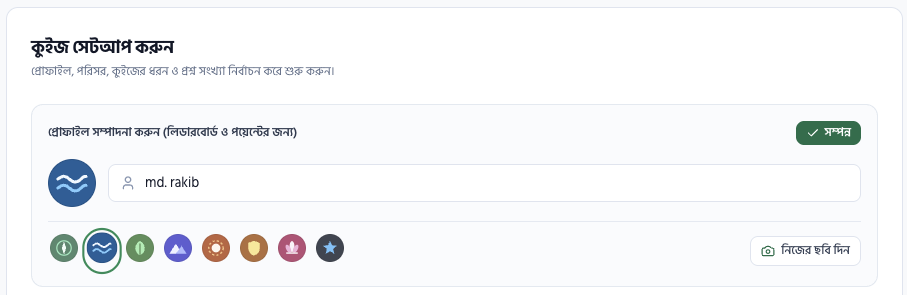 কুইজ সেটআপ করুন
প্রোফাইল, পরিসর, কুইজের ধরন ও প্রশ্ন সংখ্যা নির্বাচন করে শুরু করুন।
প্রোফাইল সম্পাদনা করুন (লিডারবোর্ড ও পয়েন্টের জন্য)
সম্পন্ন
md. rakib
নিজের ছবি দিন